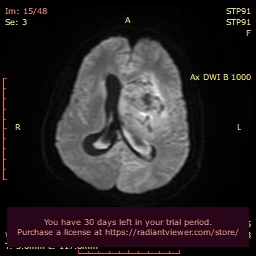 Im: 15/48
Se: 3
STP91
STP91
F
A
Ax DWI B 1000
R
L
You have 30 days left in your trial period.
Purchase a license at https://radiantviewer.com/store/